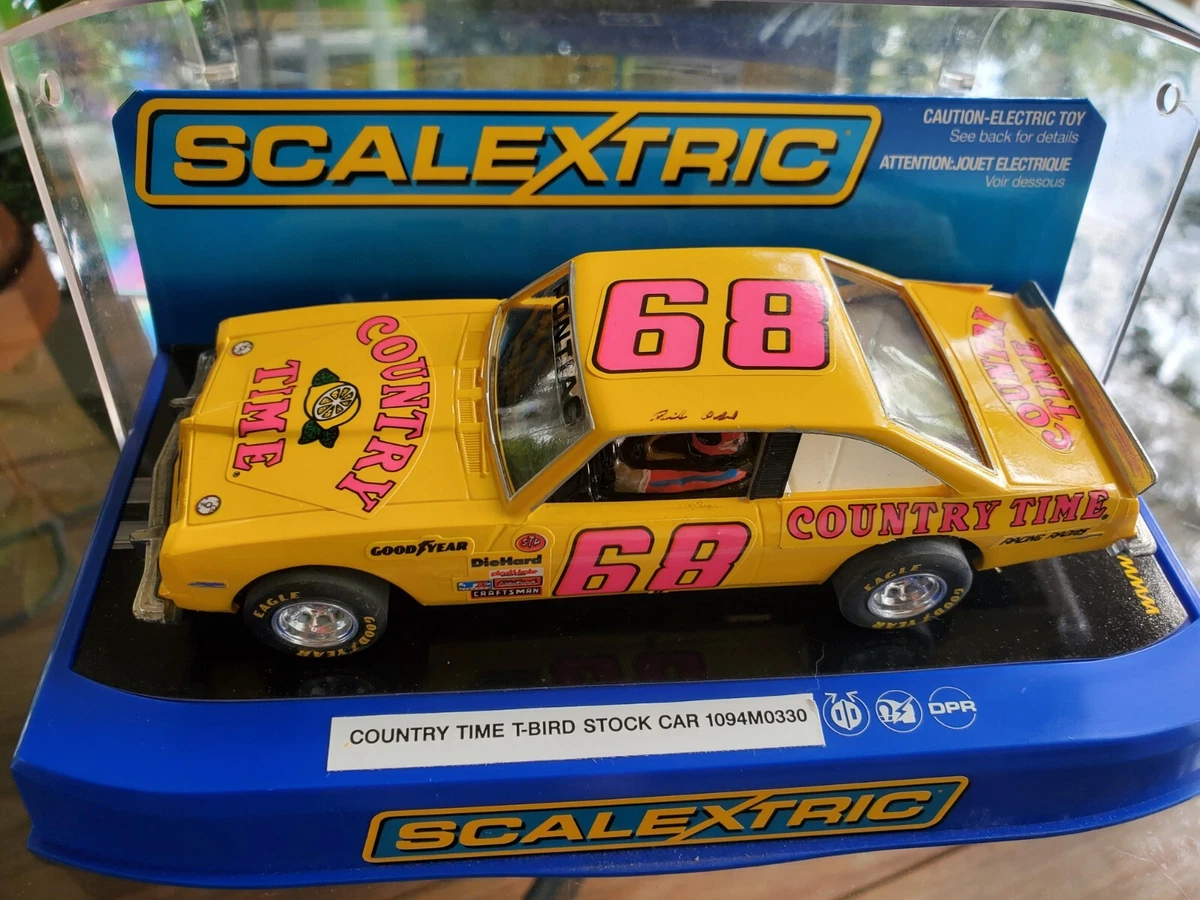 SCALEXTRIC
CAUTION-ELECTRIC TOY
See back for details
ATTENTION:JOUET ELECTRIQUE
Voir dessous
68
COUNTRY
TIME
COUNTRY
TIME
COUNTRY TIME
GOODYEAR
STP
DieHard
CRAFTSMAN
68
EAGLE
GOODYEAR
EAGLE
GOODYEAR
COUNTRY TIME T-BIRD STOCK CAR 1094M0330
DPR
SCALEXTRIC